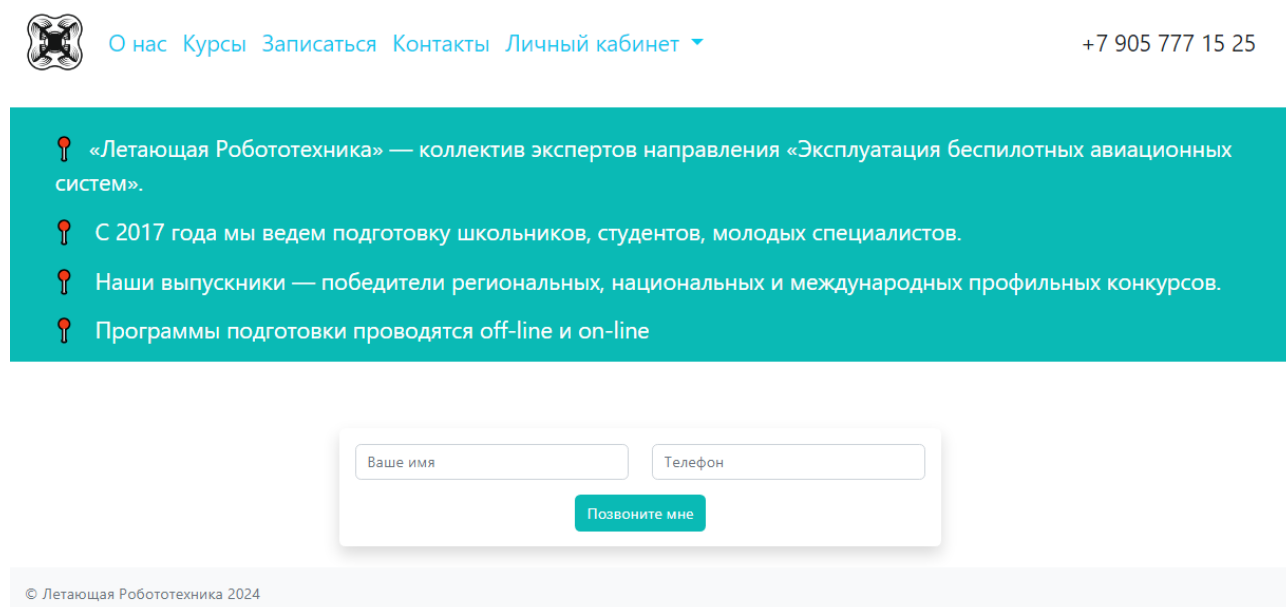 О нас Курсы Записаться Контакты Личный кабинет +7 905 777 15 25
«Летающая Робототехника» — коллектив экспертов направления «Эксплуатация беспилотных авиационных
систем».
С 2017 года мы ведем подготовку школьников, студентов, молодых специалистов.
Наши выпускники — победители региональных, национальных и международных профильных конкурсов.
Программы подготовки проводятся off-line и on-line
Ваше имя Телефон
Позвоните мне
© Летающая Робототехника 2024